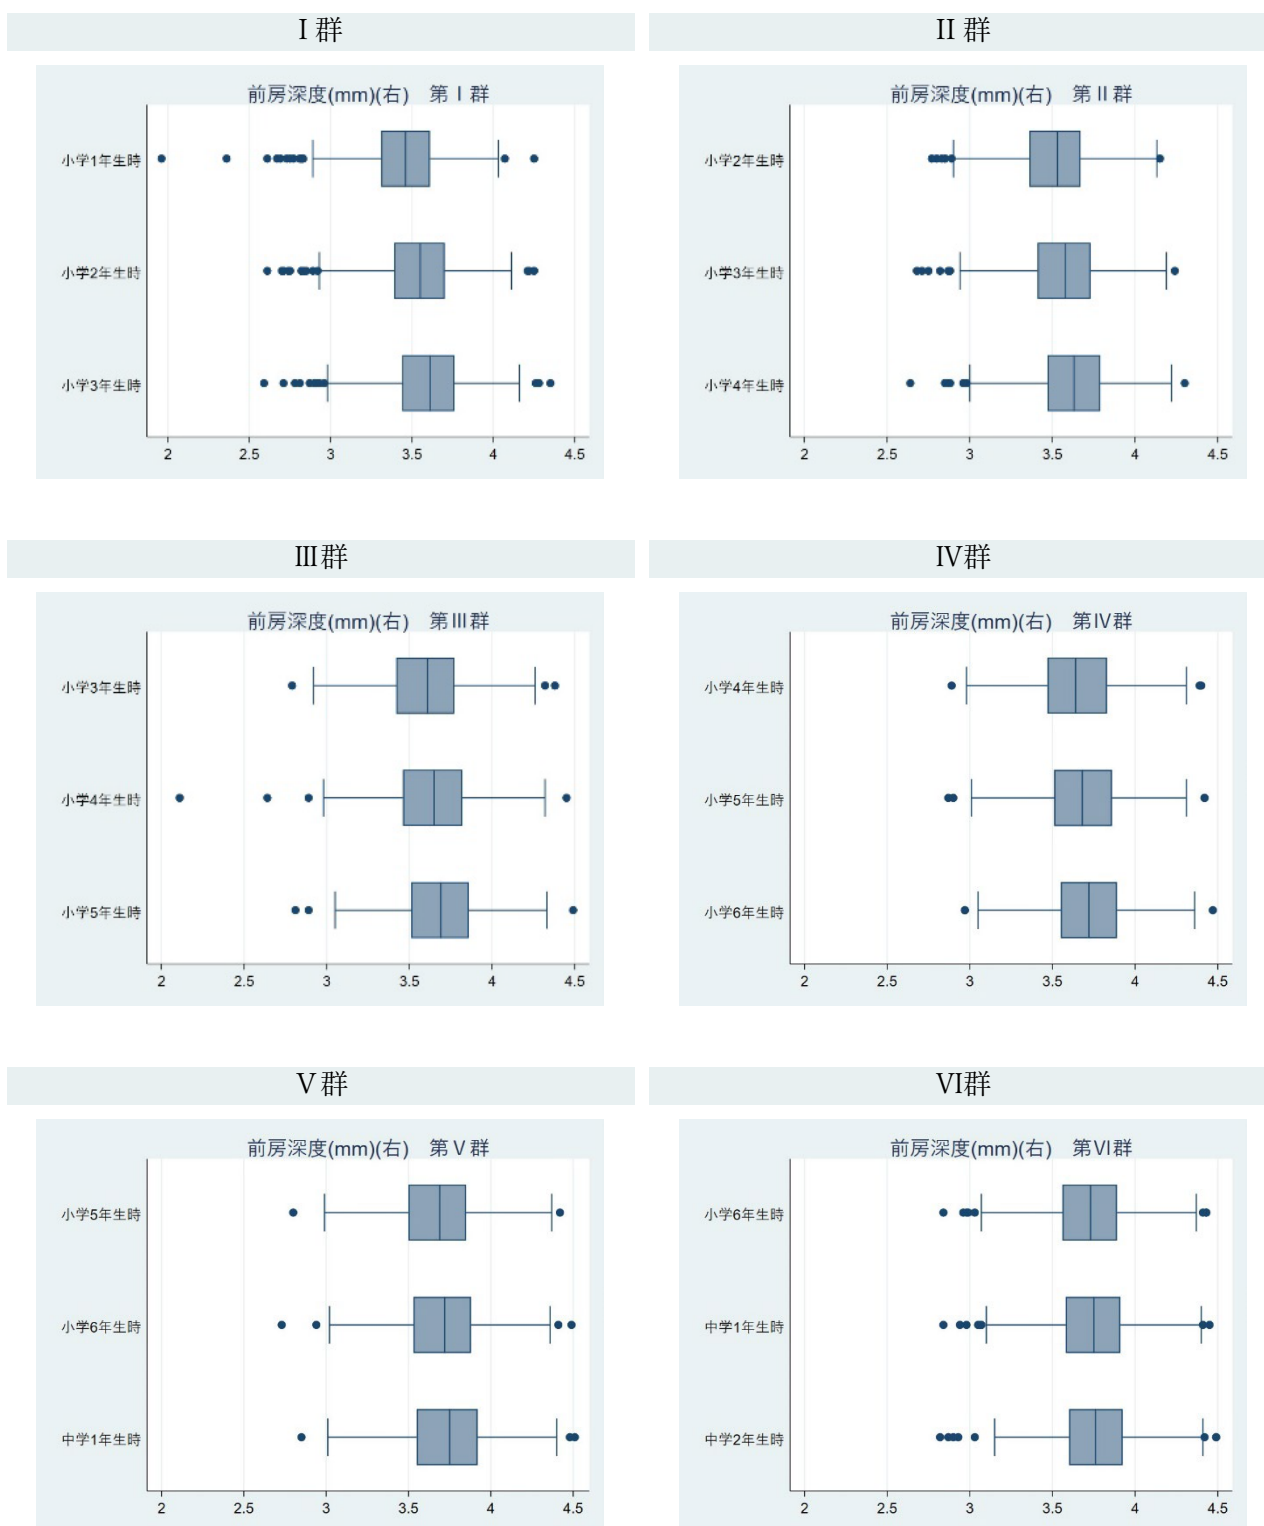 I 群
前房深度(mm)(右) 第Ⅰ群
小学1年生時
小学2年生時
小学3年生時
2 2.5 3 3.5 4 4.5
II 群
前房深度(mm)(右) 第Ⅱ群
小学2年生時
小学3年生時
小学4年生時
2 2.5 3 3.5 4 4.5
Ⅲ群
前房深度(mm)(右) 第Ⅲ群
小学3年生時
小学4年生時
小学5年生時
2 2.5 3 3.5 4 4.5
Ⅳ群
前房深度(mm)(右) 第Ⅳ群
小学4年生時
小学5年生時
小学6年生時
2 2.5 3 3.5 4 4.5
Ⅴ群
前房深度(mm)(右) 第Ⅴ群
小学5年生時
小学6年生時
中学1年生時
2 2.5 3 3.5 4 4.5
Ⅵ群
前房深度(mm)(右) 第Ⅵ群
小学6年生時
中学1年生時
中学2年生時
2 2.5 3 3.5 4 4.5